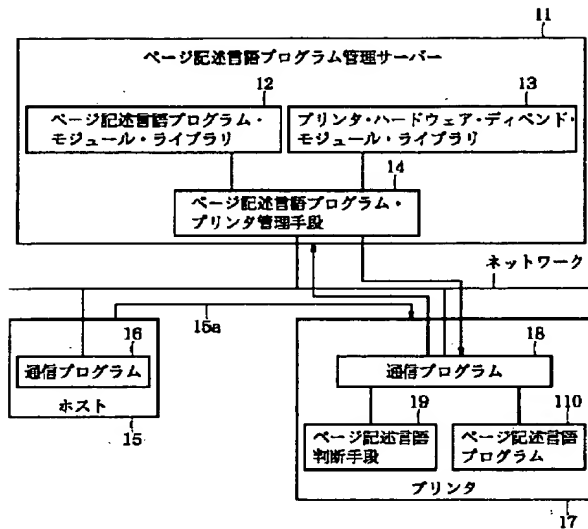 11
ページ記述言語プログラム管理サーバー
12
13
ページ記述言語プログラム・
モジュール・ライブラリ
プリンタ・ハードウェア・ディペンド・
モジュール・ライブラリ
14
ページ記述言語プログラム・
プリンタ管理手段
ネットワーク
15a
16
通信プログラム
ホスト
15
18
通信プログラム
19
110
ページ記述言語
判断手段
ページ記述言語
プログラム
プリンタ
17